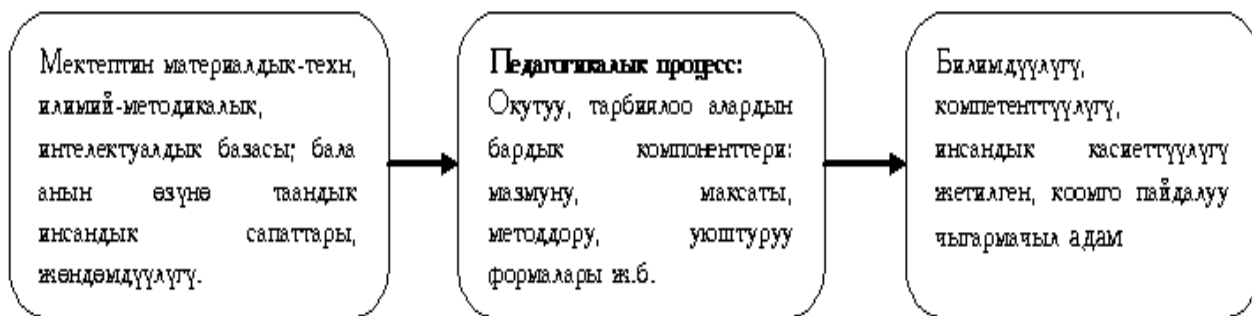 Мектептин материалдык-техн,
илимий-методикалык,
интелектуалдык базасы; бала
анын өзүнө таандык
инсандык сапаттары,
жөндөмдүүлүгү.
Педагогикалык процесс:
Окутуу, тарбиялоо алардын
бардык компоненттери:
мазмуну, максаты,
методдору, уюштуруу
формалары ж.б.
Билимдүүлүгү,
компетенттүүлүгү,
инсандык касиеттүүлүгү
жетилген, коомго пайдалуу
чыгармачыл адам